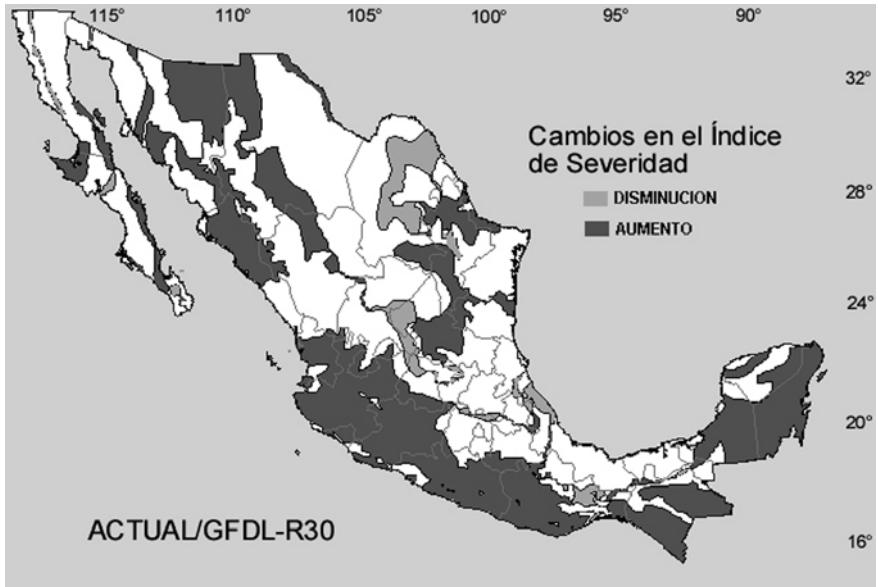 115° 105° 100° 95° 90°
32°
Cambios en el Índice
de Severidad
28°
DISMINUCION
AUMENTO
24°
20°
ACTUAL/GFDL-R30
16°